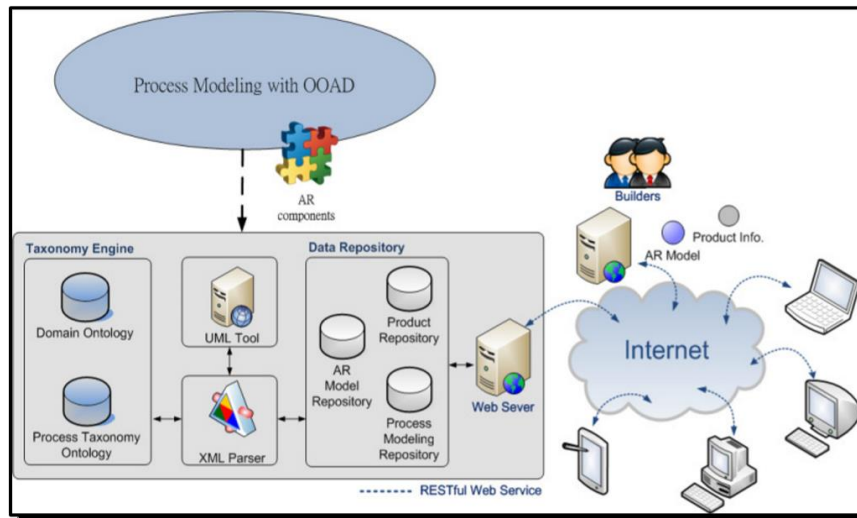 Process Modeling with OOAD
AR
components
Builders
Product Info.
AR Model
Taxonomy Engine
Domain Ontology
Process Taxonomy
Ontology
UML Tool
XML Parser
Data Repository
Product
Repository
AR
Model
Repository
Process
Modeling
Repository
Web Sever
Internet
RESTful Web Service